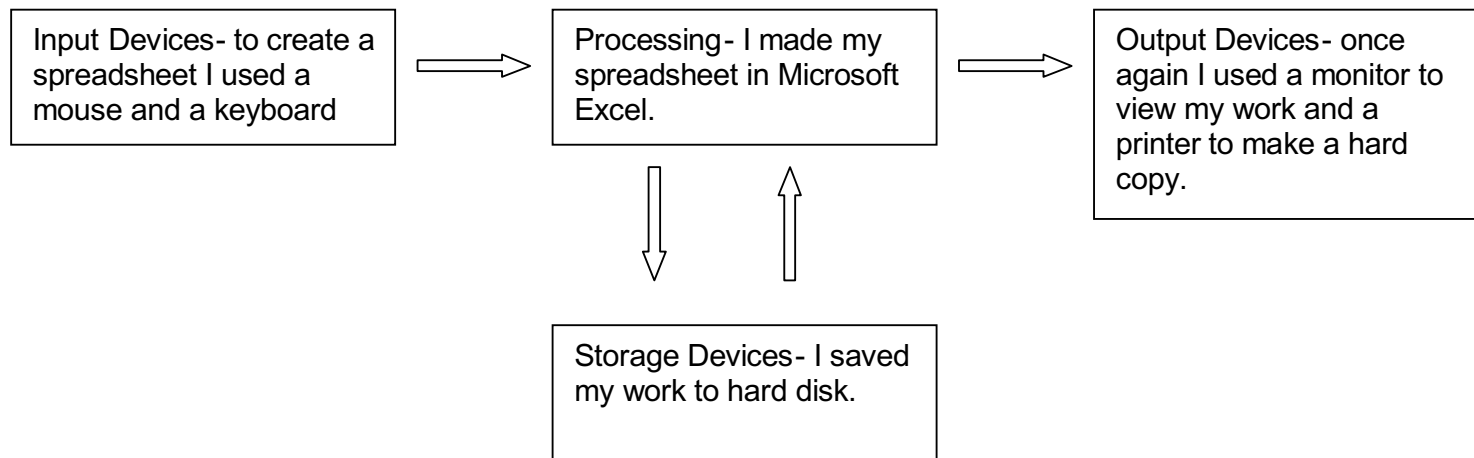 Input Devices- to create a
spreadsheet I used a
mouse and a keyboard
Processing- I made my
spreadsheet in Microsoft
Excel.
Output Devices- once
again I used a monitor to
view my work and a
printer to make a hard
copy.
Storage Devices- I saved
my work to hard disk.